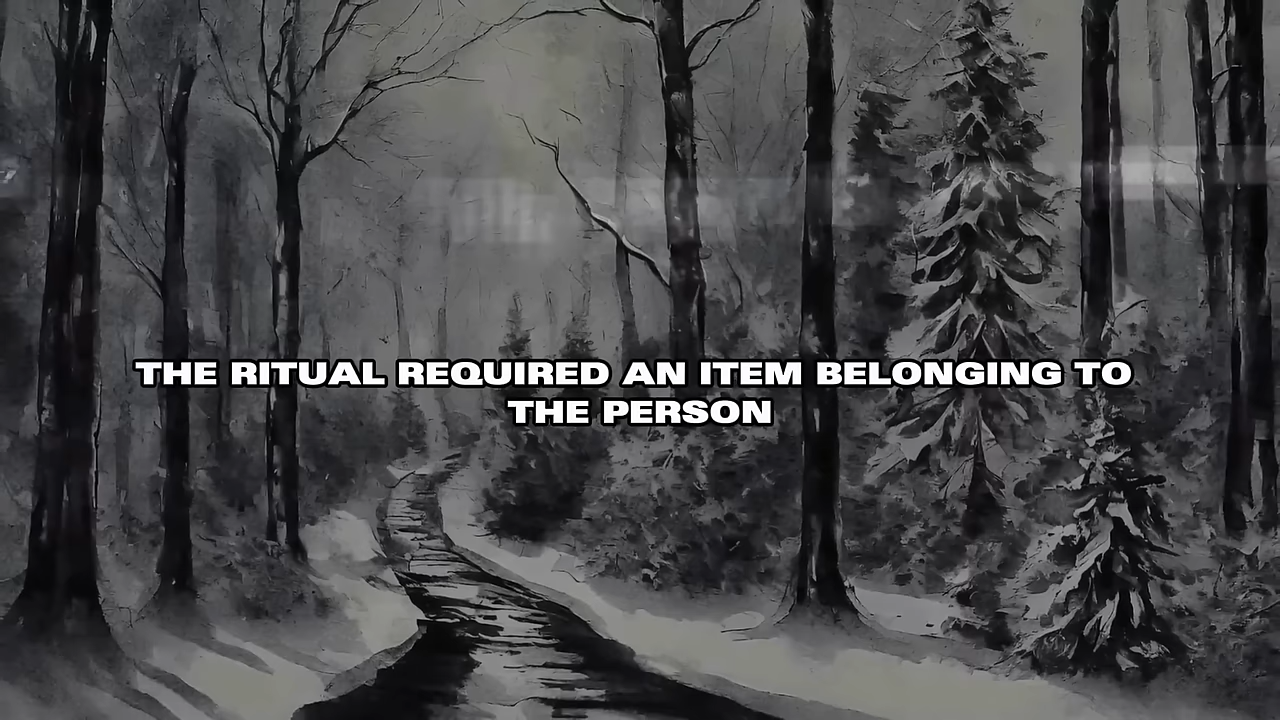 THE RITUAL REQUIRED AN ITEM BELONGING TO
THE PERSON